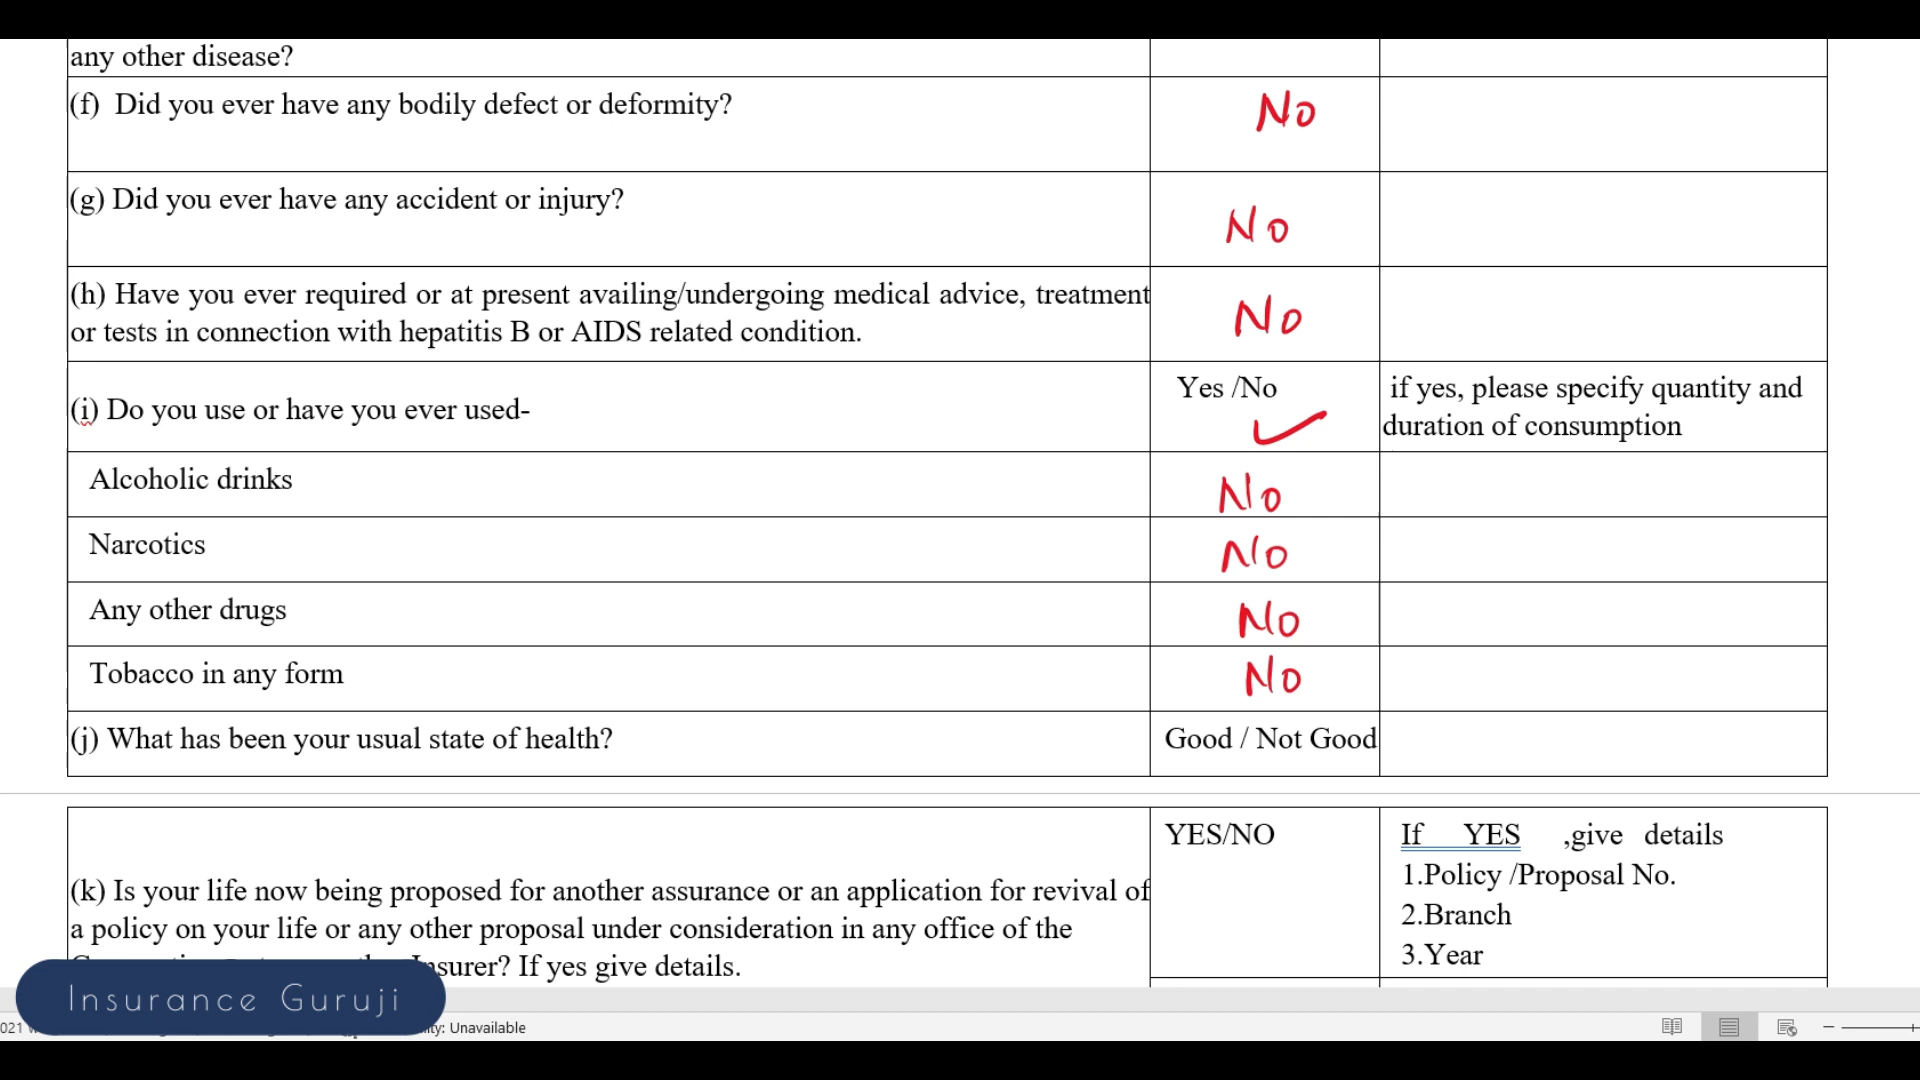 any other disease?
(f) Did you ever have any bodily defect or deformity?
No
(g) Did you ever have any accident or injury?
No
(h) Have you ever required or at present availing/undergoing medical advice, treatment
or tests in connection with hepatitis B or AIDS related condition.
No
(i) Do you use or have you ever used-
Yes /No
if yes, please specify quantity and
duration of consumption
Alcoholic drinks
No
Narcotics
No
Any other drugs
No
Tobacco in any form
No
(j) What has been your usual state of health?
Good / Not Good
(k) Is your life now being proposed for another assurance or an application for revival of
a policy on your life or any other proposal under consideration in any office of the
Insurer? If yes give details.
YES/NO
If YES ,give details
1.Policy /Proposal No.
2.Branch
3.Year
Insurance Guruji
021
Unavailable